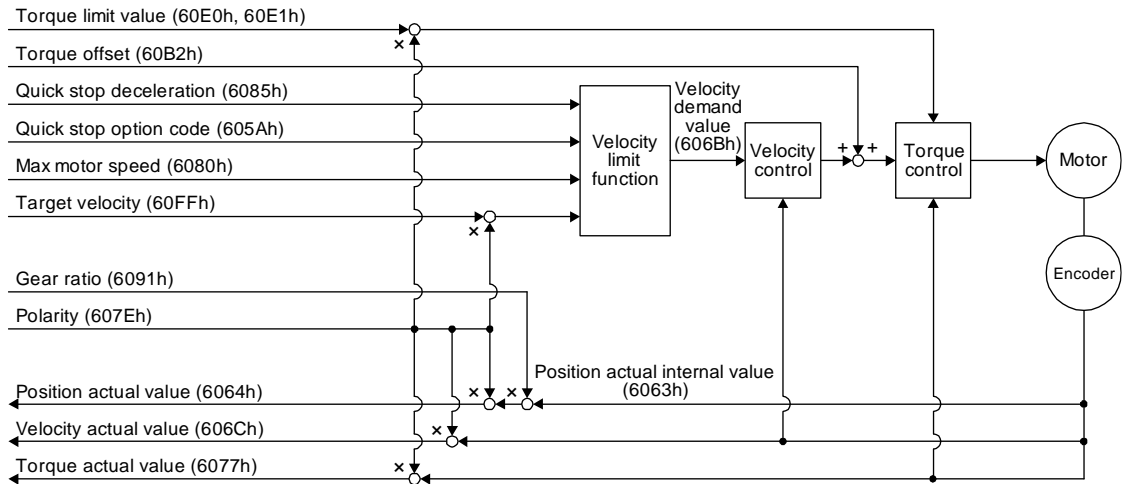 Torque limit value (60E0h, 60E1h)
×
Torque offset (60B2h)
Quick stop deceleration (6085h)
Quick stop option code (605Ah)
Max motor speed (6080h)
Target velocity (60FFh)
×
Velocity
limit
function
Velocity
demand
value
(606Bh)
Velocity
control
+ +
Torque
control
Motor
Encoder
Gear ratio (6091h)
Polarity (607Eh)
Position actual internal value
(6063h)
Position actual value (6064h)
× ×
Velocity actual value (606Ch)
×
Torque actual value (6077h)
×